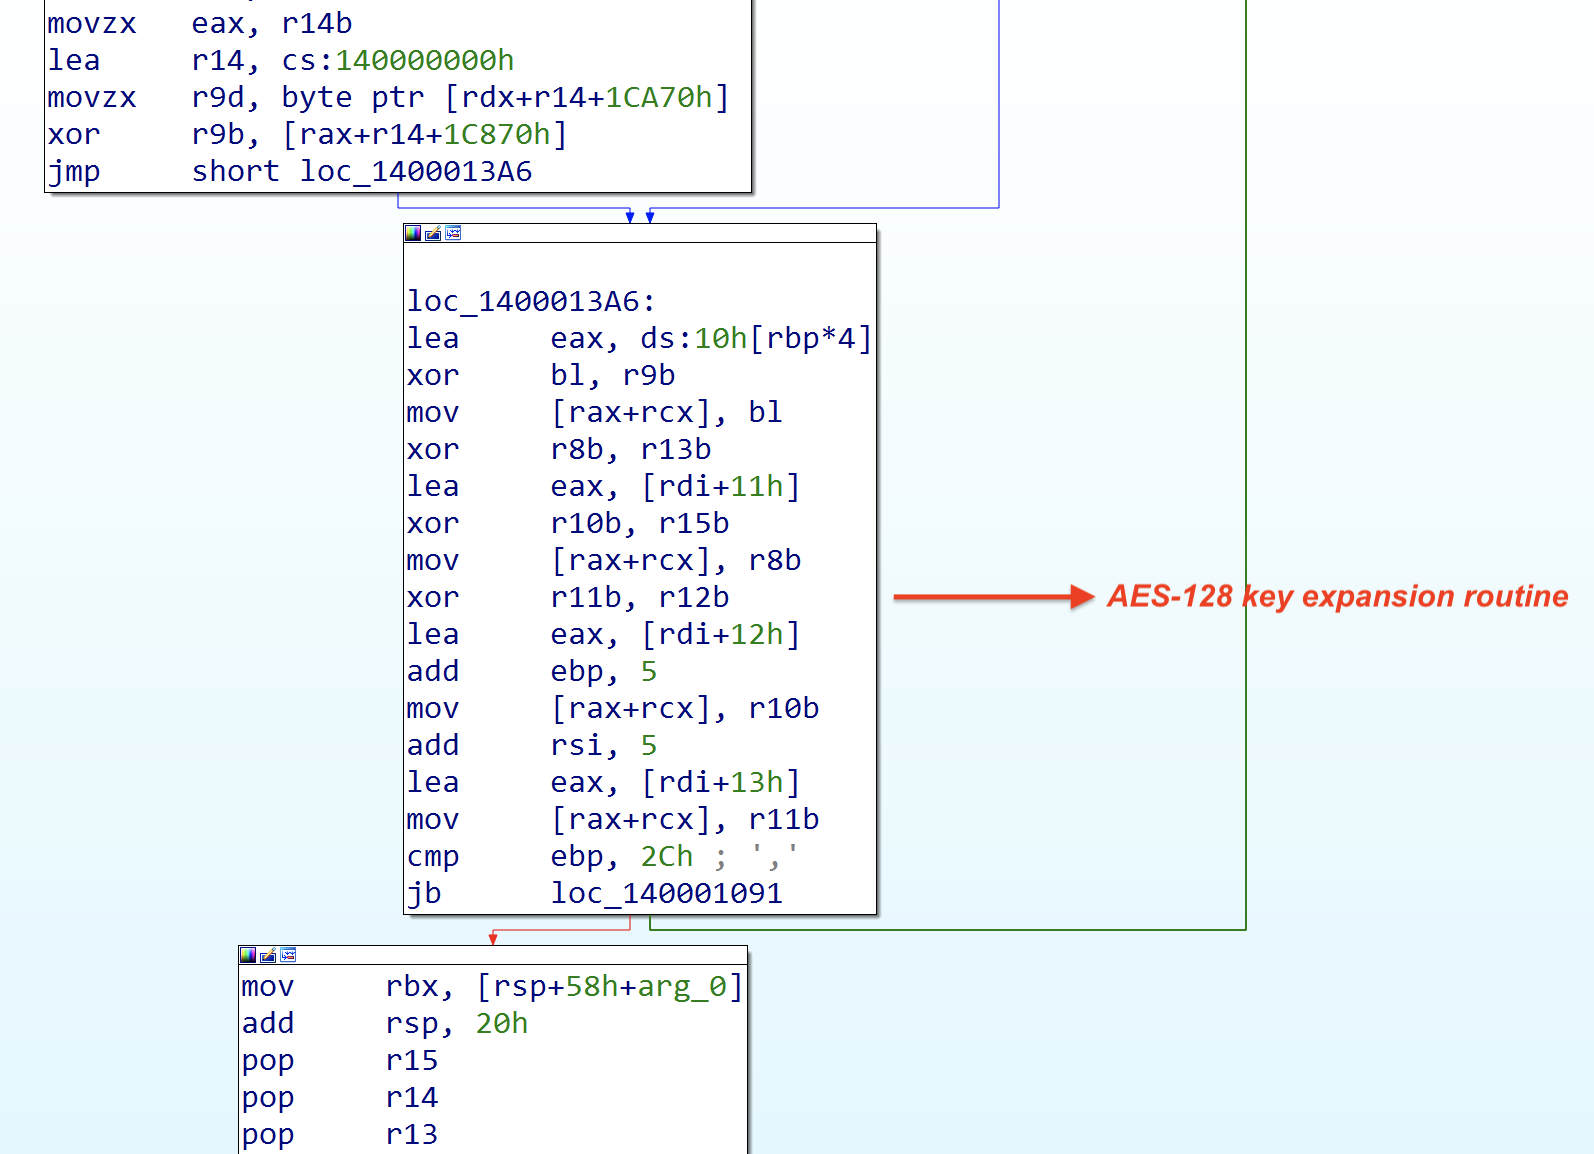 movzx eax, r14b
lea r14, cs:140000000h
movzx r9d, byte ptr [rdx+r14+1CA70h]
xor r9b, [rax+r14+1C870h]
jmp short loc_1400013A6
loc_1400013A6:
lea eax, ds:10h[rbp*4]
xor bl, r9b
mov [rax+rcx], bl
xor r8b, r13b
lea eax, [rdi+11h]
xor r10b, r15b
mov [rax+rcx], r8b
xor r11b, r12b
lea eax, [rdi+12h]
add ebp, 5
mov [rax+rcx], r10b
add rsi, 5
lea eax, [rdi+13h]
mov [rax+rcx], r11b
cmp ebp, 2Ch ; ','
jb loc_140001091
AES-128 key expansion routine
mov rbx, [rsp+58h+arg_0]
add rsp, 20h
pop r15
pop r14
pop r13